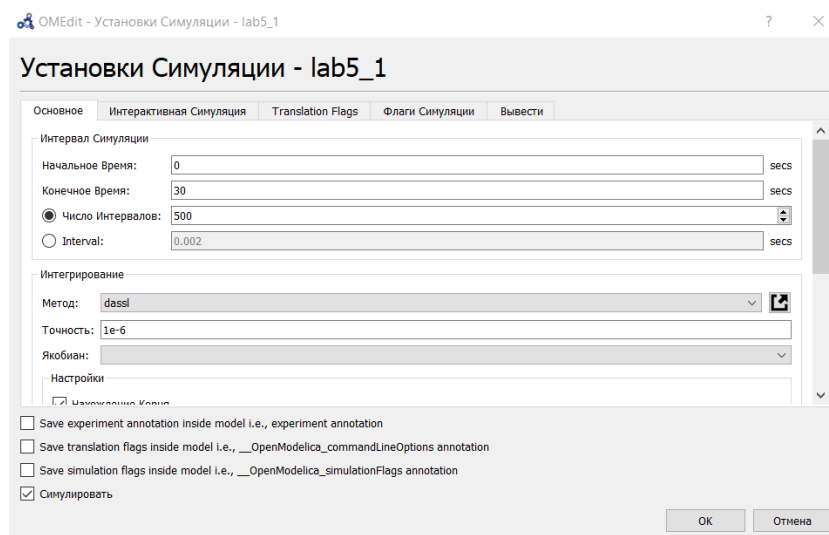 OMEdit - Установки Симуляции - lab5_1 ?
Установки Симуляции - lab5_1
Основное Интерактивная Симуляция Translation Flags Флаги Симуляции Вывести
Интервал Симуляции
Начальное Время: 0 secs
Конечное Время: 30 secs
Число Интервалов: 500
Interval: 0.002 secs
Интегрирование
Метод: dassl
Точность: 1e-6
Якобиан:
Настройки
Нахождение Корня
Save experiment annotation inside model i.e., experiment annotation
Save translation flags inside model i.e., __OpenModelica_commandLineOptions annotation
Save simulation flags inside model i.e., __OpenModelica_simulationFlags annotation
Симулировать
OK Отмена